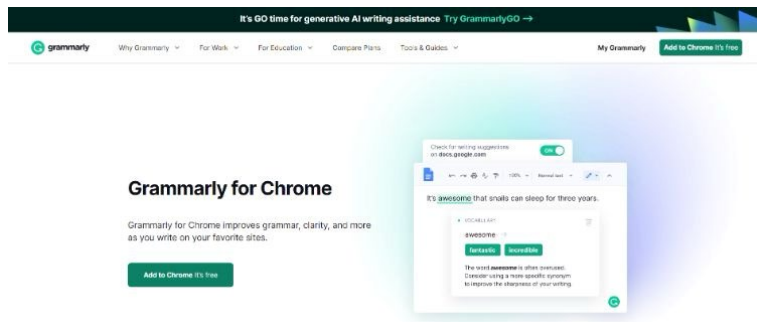 It's GO time for generative AI writing assistance Try GrammarlyGO →
grammarly Why Grammarly For Work For Education Compare Plans Tools & Guides My Grammarly Add to Chrome It's free
Grammarly for Chrome
Grammarly for Chrome improves grammar, clarity, and more
as you write on your favorite sites.
Add to Chrome It's free
Check for writing suggestions
on docs.google.com
ON
100% Normal text
It's awesome that snails can sleep for three years.
VOCABULARY
awesome
fantastic incredible
The word awesome is often overused.
Consider using a more specific synonym
to improve the sharpness of your writing.